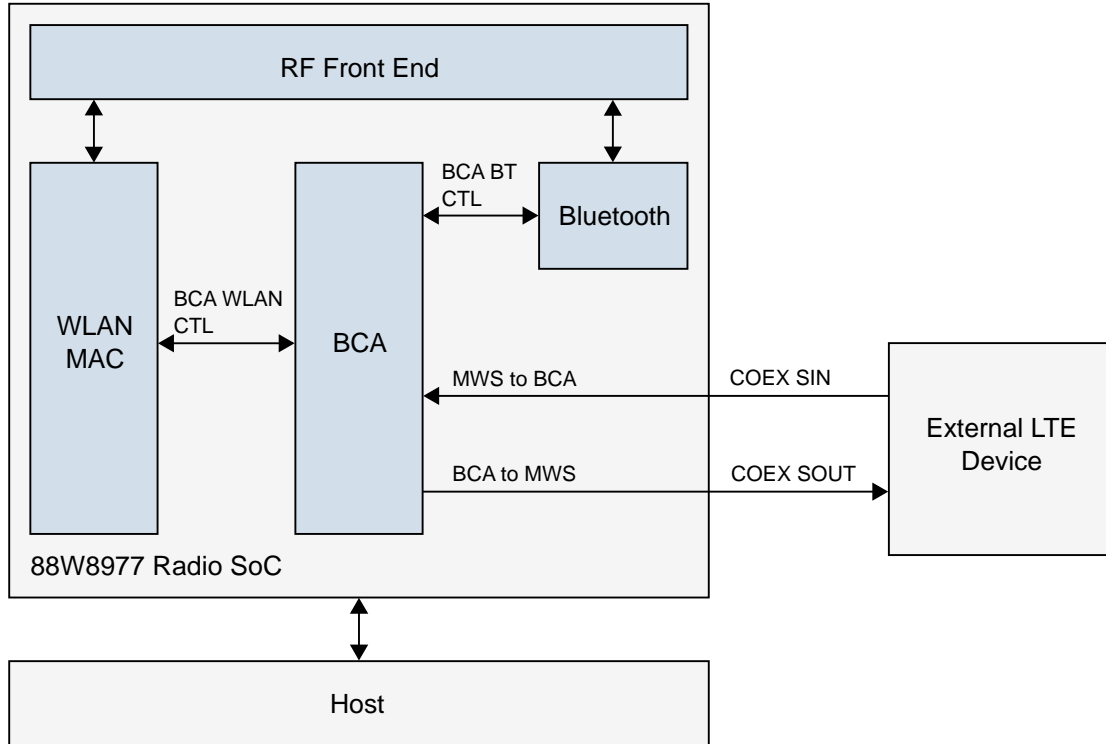 RF Front End
BCA BT
CTL
Bluetooth
BCA WLAN
CTL
WLAN
MAC
BCA
MWS to BCA
COEX SIN
External LTE
Device
BCA to MWS
COEX SOUT
88W8977 Radio SoC
Host